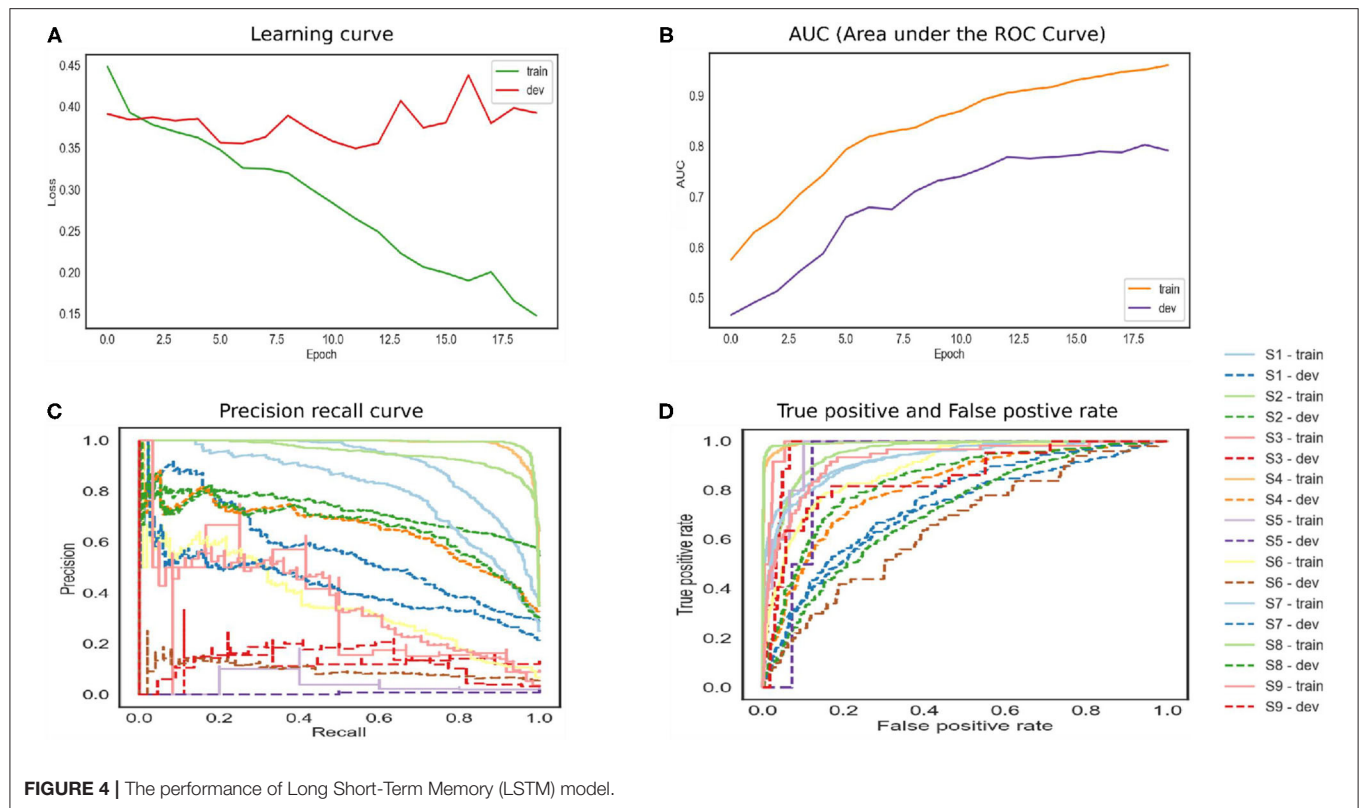 A
Learning curve
0.45
0.40
0.35
0.30
0.25
0.20
0.15
Loss
0.0 2.5 5.0 7.5 10.0 12.5 15.0 17.5
Epoch
train
dev
B
AUC (Area under the ROC Curve)
0.9
0.8
0.7
0.6
0.5
AUC
0.0 2.5 5.0 7.5 10.0 12.5 15.0 17.5
Epoch
train
dev
C
Precision recall curve
1.0
0.8
0.6
0.4
0.2
0.0
Precision
0.0 0.2 0.4 0.6 0.8 1.0
Recall
D
True positive and False postive rate
1.0
0.8
0.6
0.4
0.2
0.0
True positive rate
0.0 0.2 0.4 0.6 0.8 1.0
False positive rate
S1 - train
S1 - dev
S2 - train
S2 - dev
S3 - train
S3 - dev
S4 - train
S4 - dev
S5 - train
S5 - dev
S6 - train
S6 - dev
S7 - train
S7 - dev
S8 - train
S8 - dev
S9 - train
S9 - dev
FIGURE 4 | The performance of Long Short-Term Memory (LSTM) model.